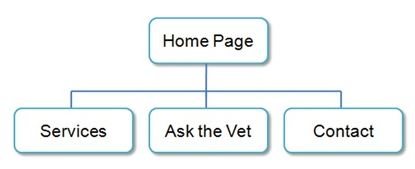 Home Page
Services
Ask the Vet
Contact